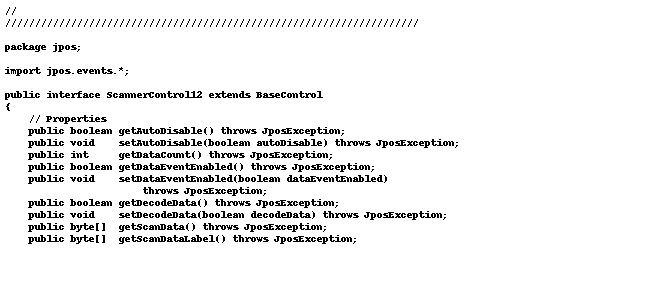 //
/////////////////////////////////////////////////////////////////////
package jpos;
import jpos.events.*;
public interface ScannerControl12 extends BaseControl
{
    // Properties
    public boolean getAutoDisable() throws JposException;
    public void    setAutoDisable(boolean autoDisable) throws JposException;
    public int     getDataCount() throws JposException;
    public boolean getDataEventEnabled() throws JposException;
    public void    setDataEventEnabled(boolean dataEventEnabled)
                       throws JposException;
    public boolean getDecodeData() throws JposException;
    public void    setDecodeData(boolean decodeData) throws JposException;
    public byte[]  getScanData() throws JposException;
    public byte[]  getScanDataLabel() throws JposException;